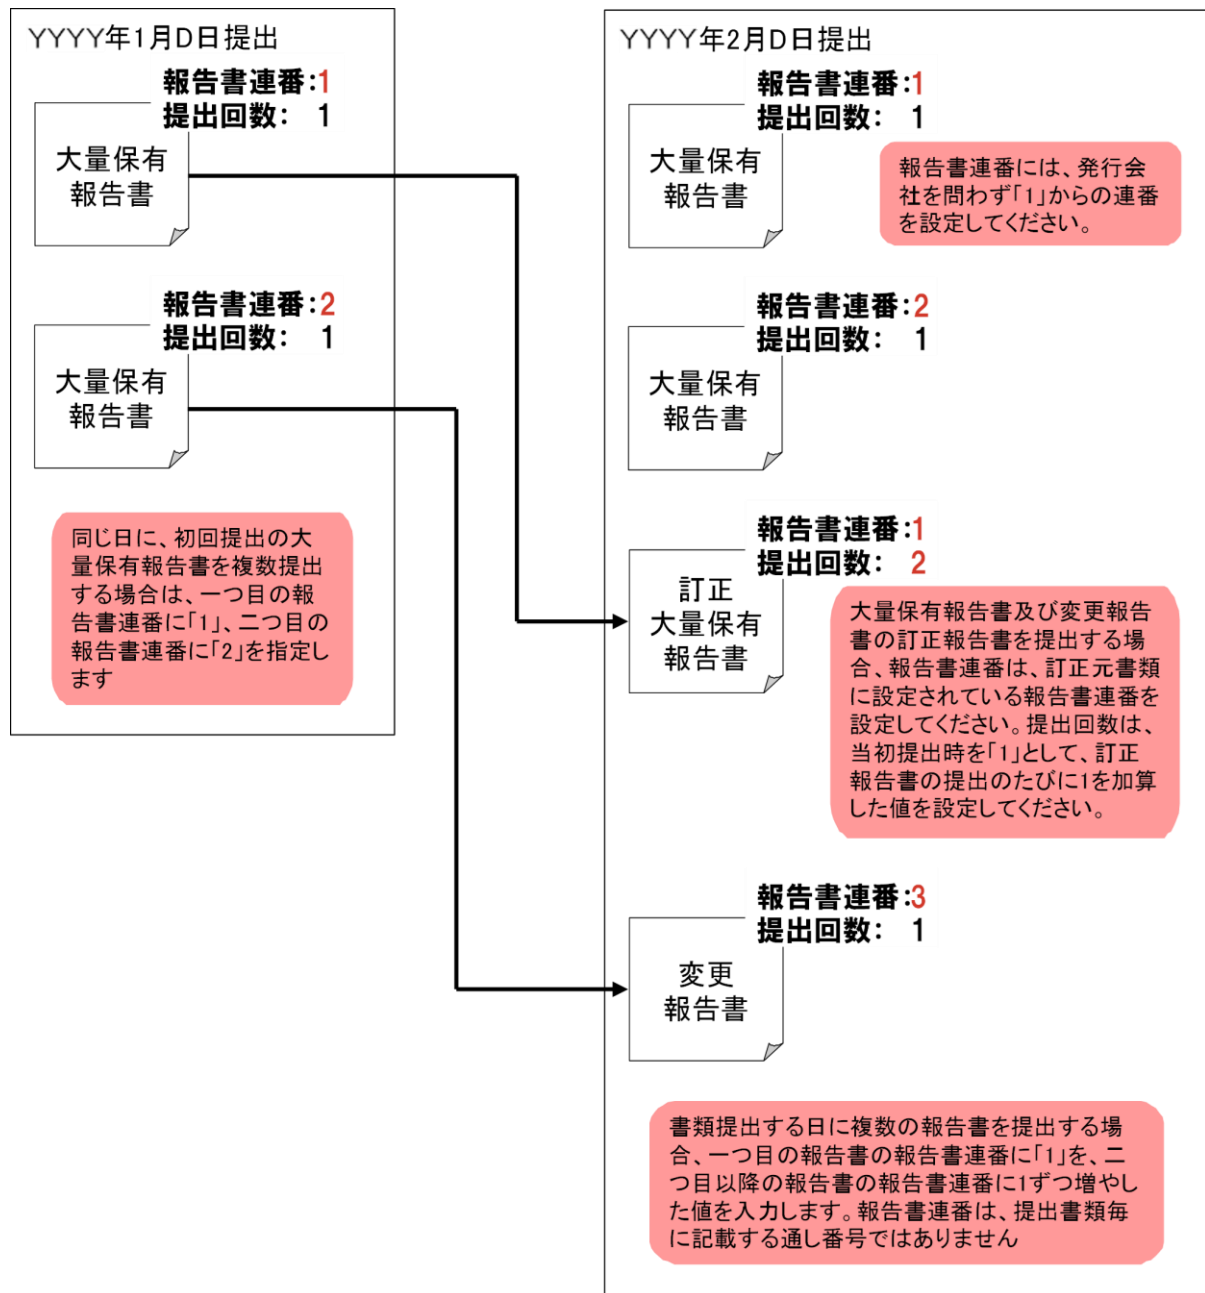 YYYY年1月D日提出
報告書連番:1
提出回数: 1
大量保有
報告書
報告書連番:2
提出回数: 1
大量保有
報告書
同じ日に、初回提出の大
量保有報告書を複数提出
する場合は、一つ目の報
告書連番に「1」、二つ目の
報告書連番に「2」を指定し
ます
YYYY年2月D日提出
報告書連番:1
提出回数: 1
大量保有
報告書
報告書連番には、発行会
社を問わず「1」からの連番
を設定してください。
報告書連番:2
提出回数: 1
大量保有
報告書
報告書連番:1
提出回数: 2
訂正
大量保有
報告書
大量保有報告書及び変更報告
書の訂正報告書を提出する場
合、報告書連番は、訂正元書類
に設定されている報告書連番を
設定してください。提出回数は、
当初提出時を「1」として、訂正
報告書の提出のたびに1を加算
した値を設定してください。
報告書連番:3
提出回数: 1
変更
報告書
書類提出する日に複数の報告書を提出する場
合、一つ目の報告書の報告書連番に「1」を、二
つ目以降の報告書の報告書連番に1ずつ増やし
た値を入力します。報告書連番は、提出書類毎
に記載する通し番号ではありません